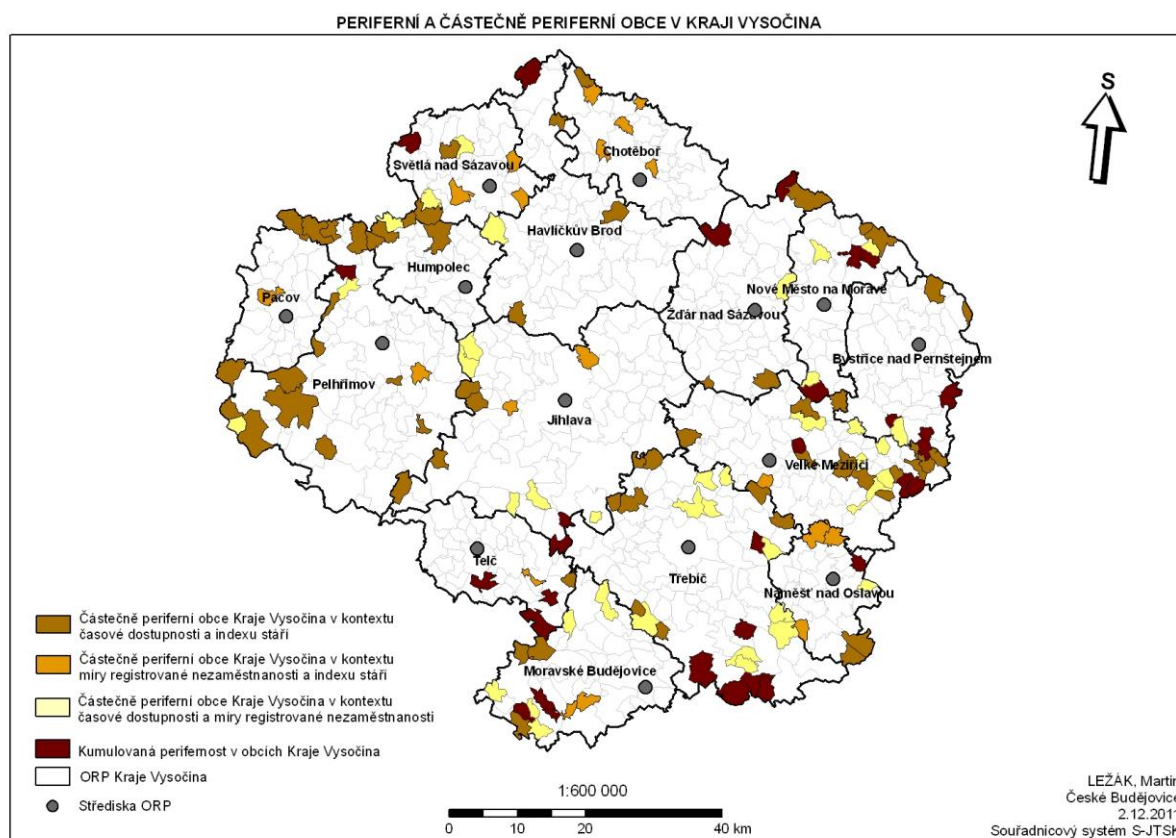 PERIFERNÍ A ČÁSTEČNĚ PERIFERNÍ OBCE V KRAJI VYSOČINA
S
Chotěboř
Světlá nad Sázavou
Havlíčkův Brod
Humpolec
Nové Město na Moravě
Pacov
Žďár nad Sázavou
Bystřice nad Pernštejnem
Pelhřimov
Jihlava
Velké Meziříčí
Telč
Třebíč
Náměšť nad Oslavou
Moravské Budějovice
Částečně periferní obce Kraje Vysočina v kontextu
časové dostupnosti a indexu stáří
Částečně periferní obce Kraje Vysočina v kontextu
míry registrované nezaměstnanosti a indexu stáří
Částečně periferní obce Kraje Vysočina v kontextu
časové dostupnosti a míry registrované nezaměstnanosti
Kumulovaná perifernost v obcích Kraje Vysočina
ORP Kraje Vysočina
Střediska ORP
1:600 000
0 10 20 40 km
LEŽÁK, Martin
České Budějovice
2.12.2011
Souřadnicový systém S-JTSK